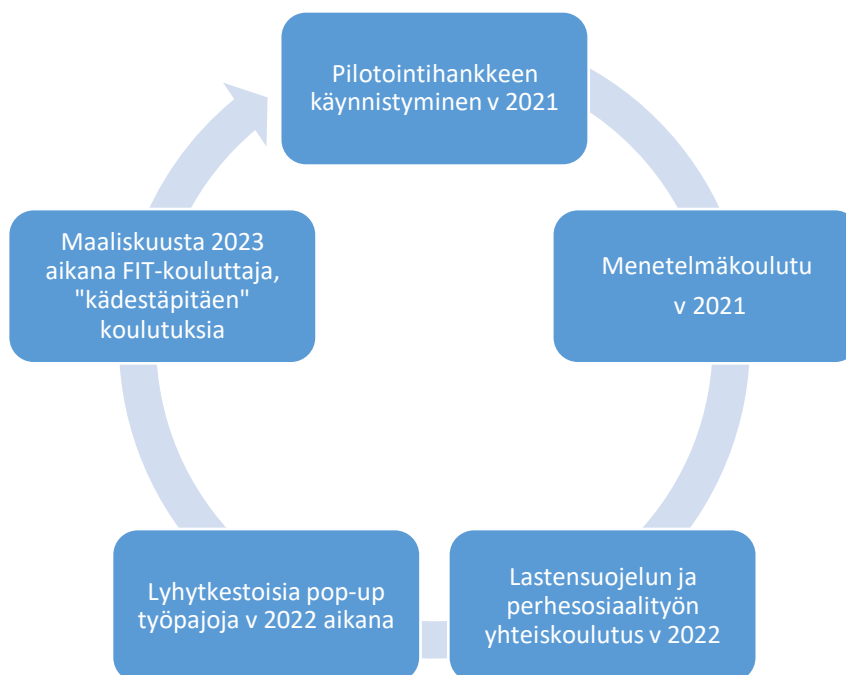 Pilotointihankkeen
käynnistyminen v 2021
Menetelmäkoulutu
v 2021
Lastensuojelun ja
perhesosiaalityön
yhteiskoulutus v 2022
Lyhytkestoisia pop-up
työpajoja v 2022 aikana
Maaliskuusta 2023
aikana FIT-kouluttaja,
"kädestäpitäen"
koulutuksia